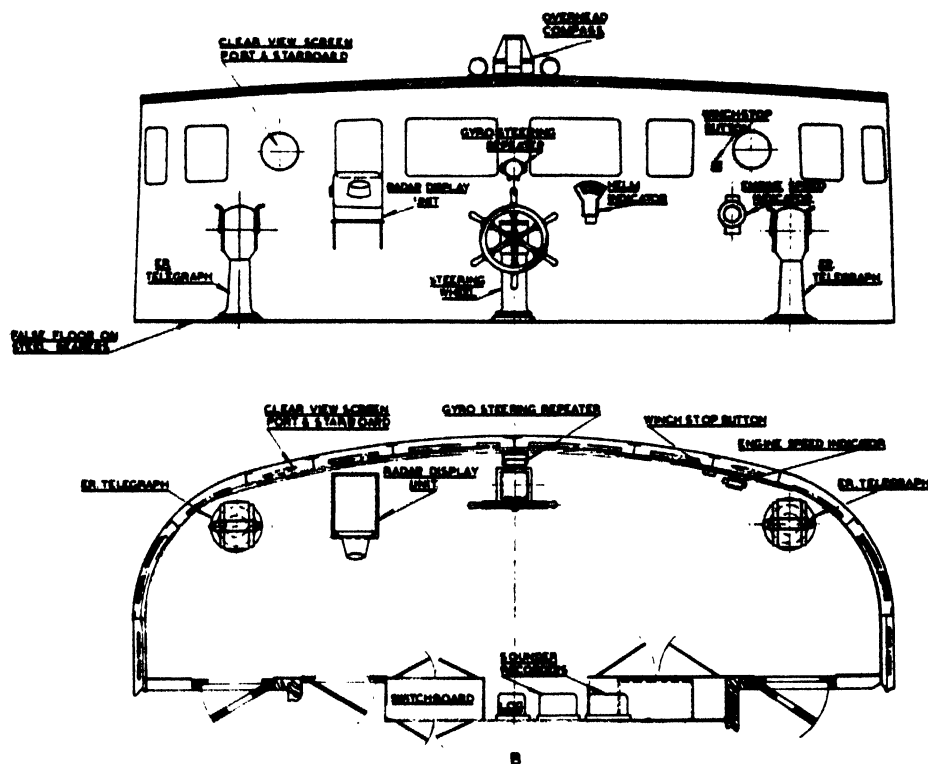 OVERHEAD
COMPASS
CLEAR VIEW SCREEN
PORT & STARBOARD
WINCH STOP
BUTTON
GYRO STEERING
REPEATER
RADAR DISPLAY
UNIT
HELM
INDICATOR
ENGINE SPEED
INDICATOR
ER
TELEGRAPH
STEERING
WHEEL
ER
TELEGRAPH
FALSE FLOOR ON
STEEL BEARERS
CLEAR VIEW SCREEN
PORT & STARBOARD
GYRO STEERING REPEATER
WINCH STOP BUTTON
ENGINE SPEED INDICATOR
RADAR DISPLAY
UNIT
ER. TELEGRAPH
ER. TELEGRAPH
SOUNDER
RECORDERS
SWITCHBOARD
LOG
B